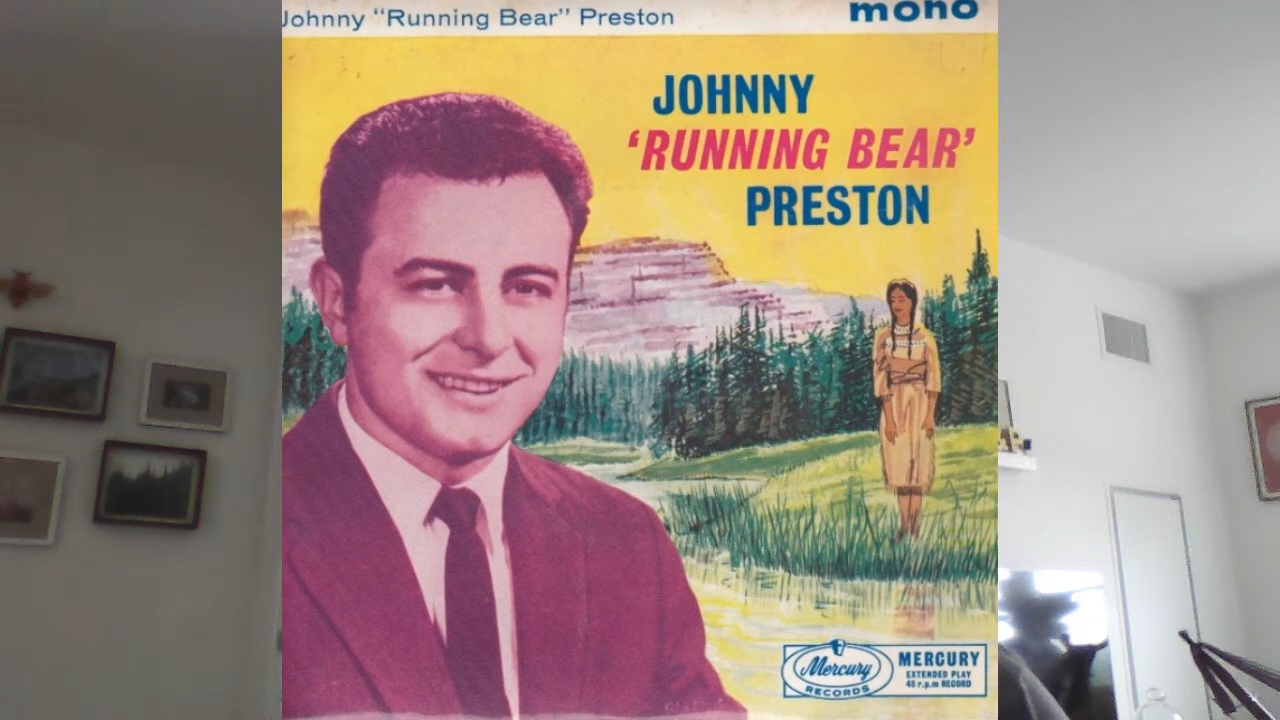 Johnny "Running Bear" Preston
mono
JOHNNY
'RUNNING BEAR'
PRESTON
Mercury
RECORDS
MERCURY
EXTENDED PLAY
45 r.p.m RECORD